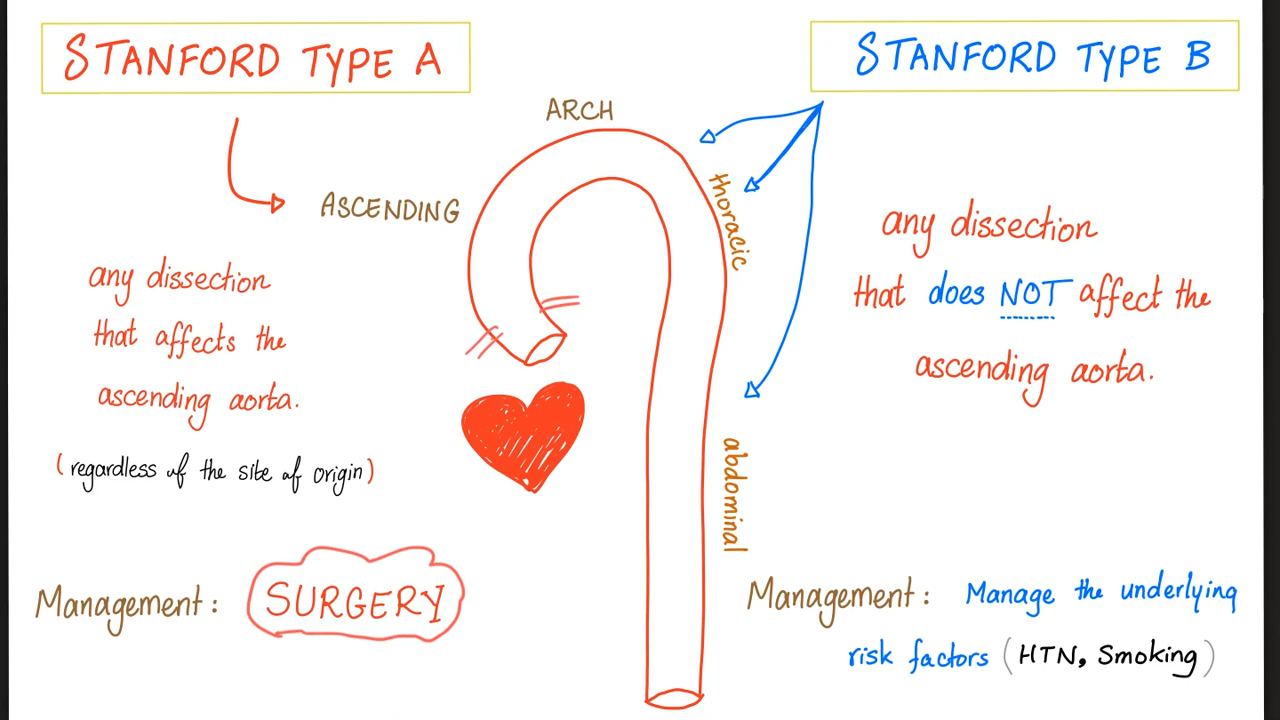 STANFORD TYPE A
ASCENDING
any dissection
that affects the
ascending aorta.
(regardless of the site of origin)
Management: SURGERY
ARCH
thoracic
abdominal
STANFORD TYPE B
any dissection
that does NOT affect the
ascending aorta.
Management: Manage the underlying
risk factors (HTN, Smoking)